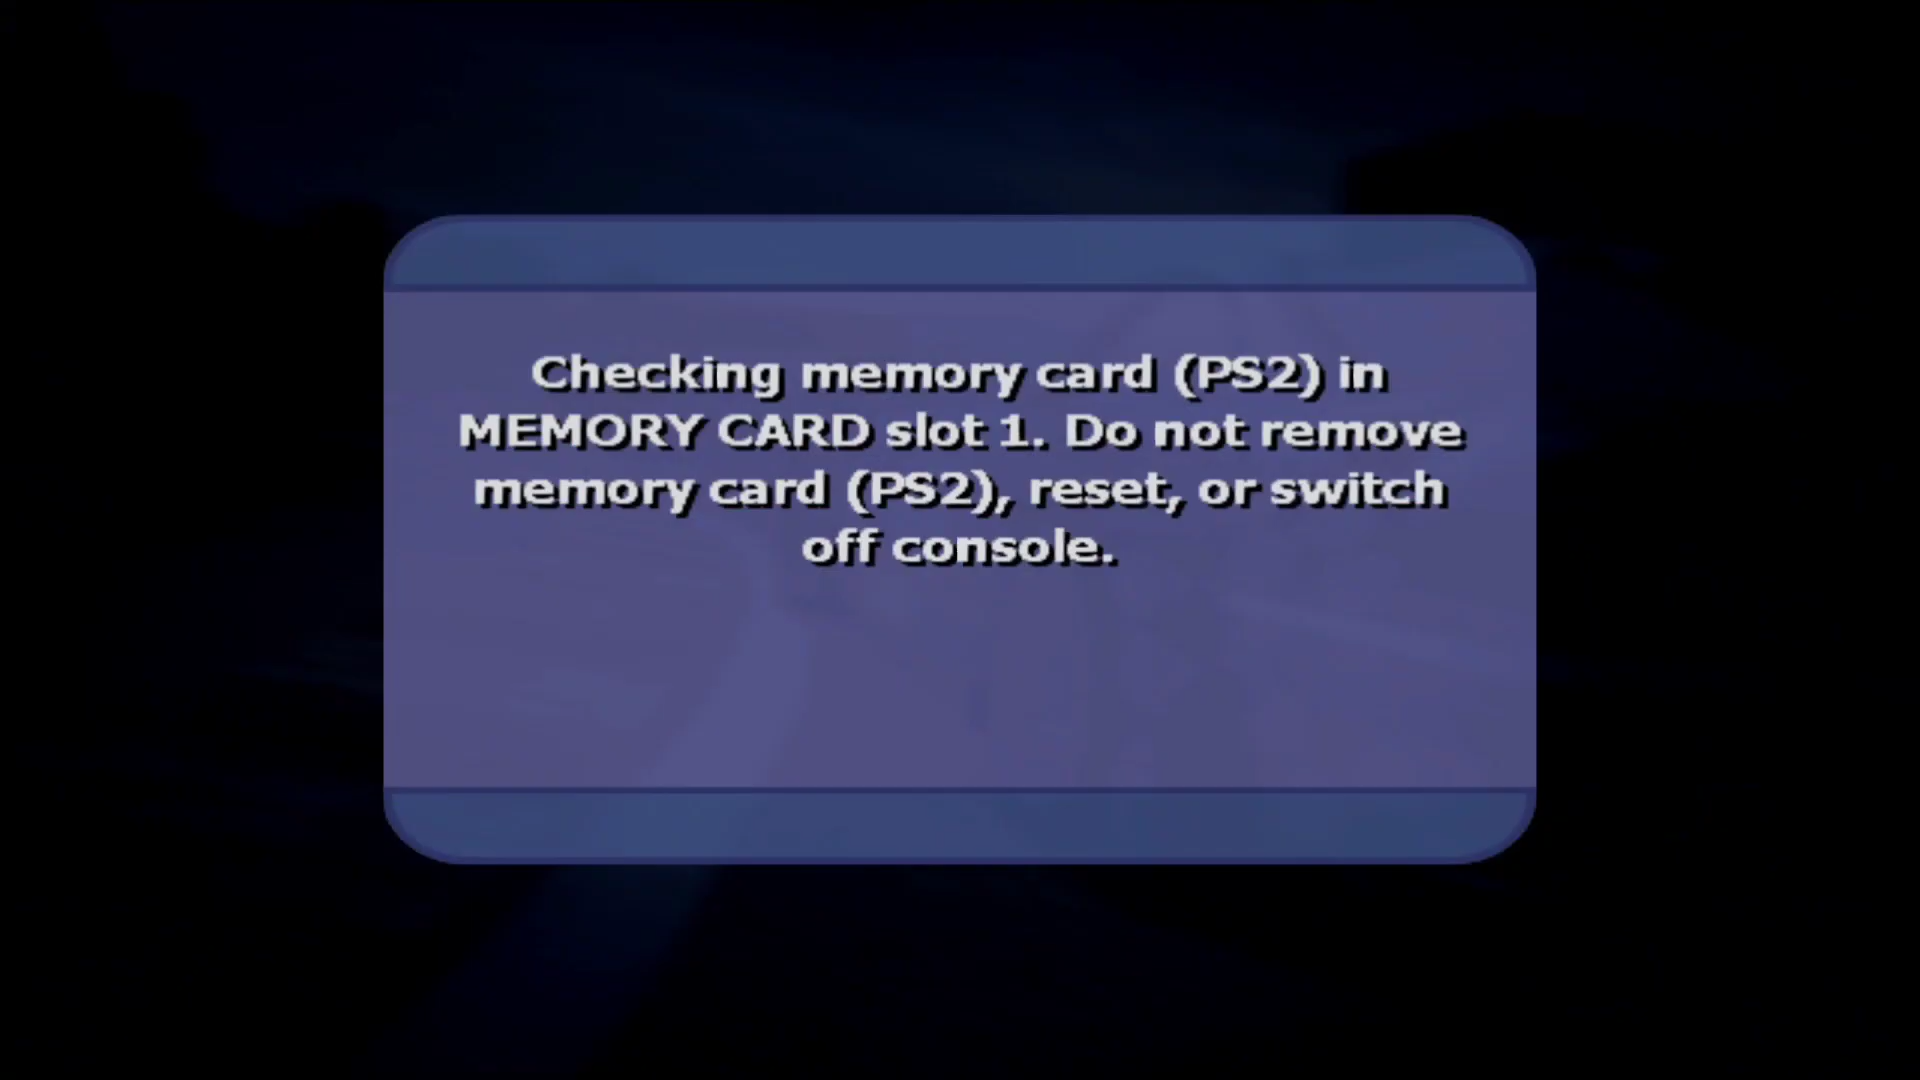 Checking memory card (PS2) in
MEMORY CARD slot 1. Do not remove
memory card (PS2), reset, or switch
off console.